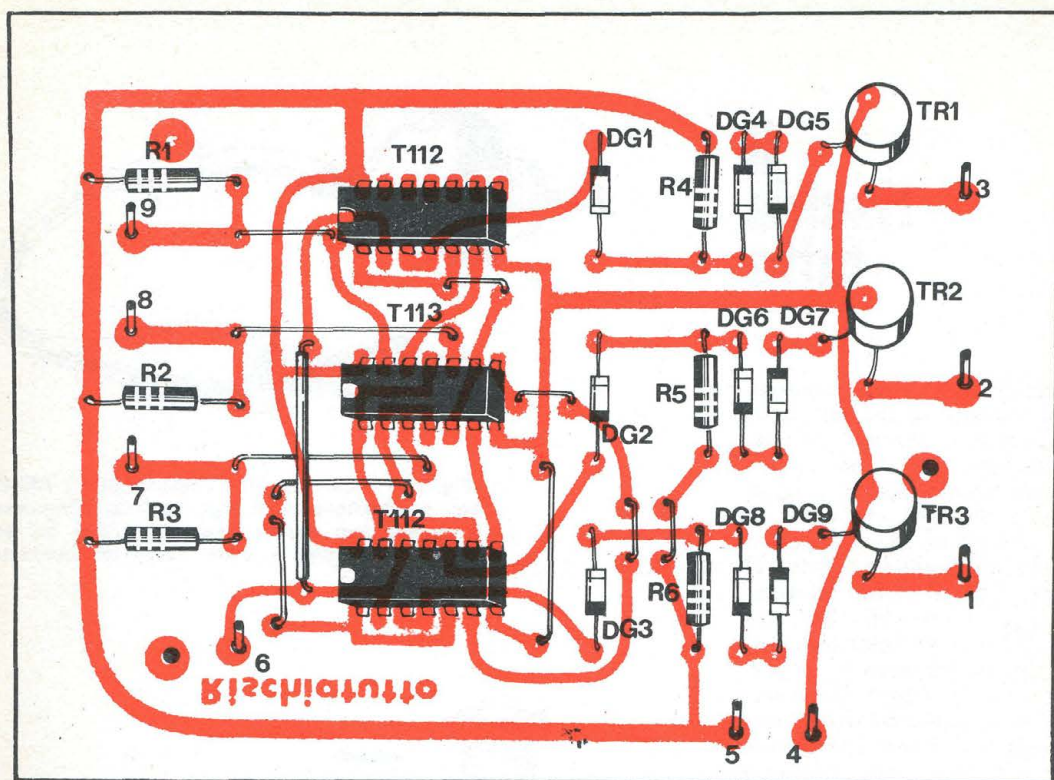 R1
9
8
R2
7
R3
6
T112
T113
T112
DG1
R4
DG4
DG5
TR1
3
DG2
R5
DG6
DG7
TR2
2
DG3
R6
DG8
DG9
TR3
1
5
4
Rischiatutto